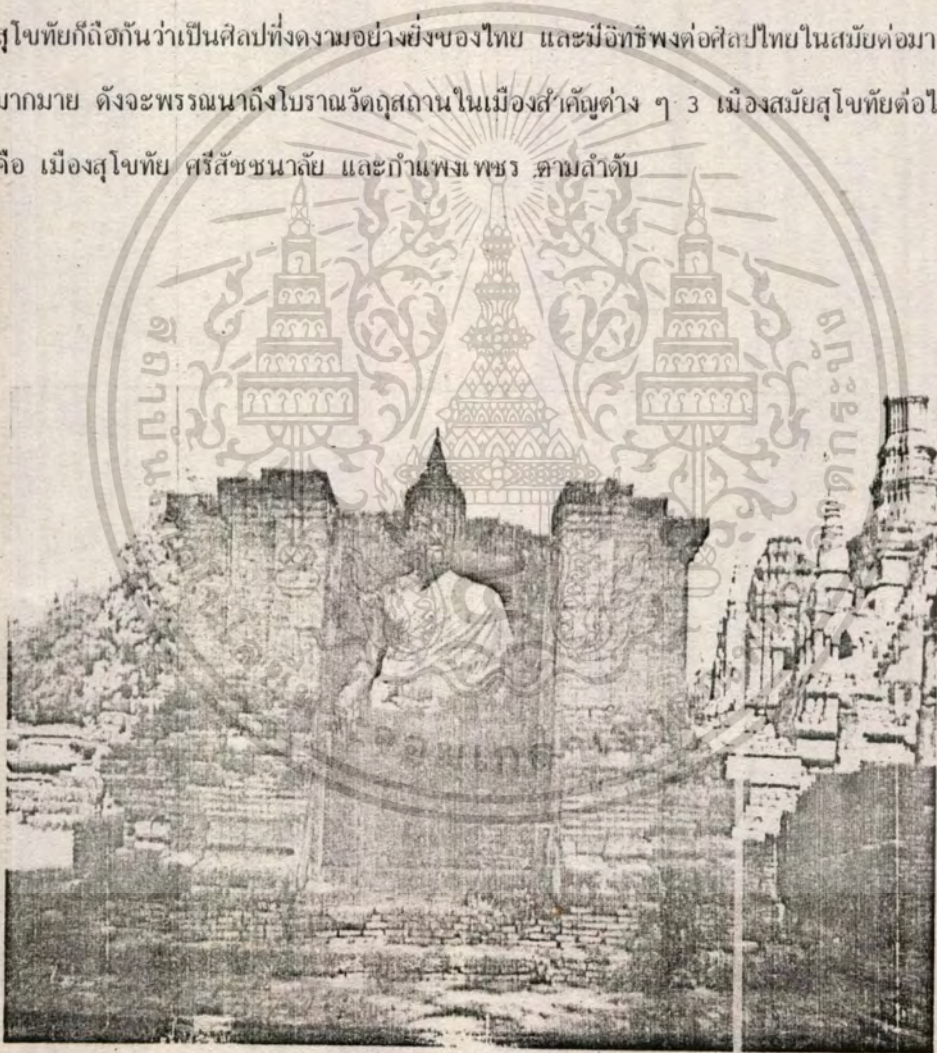 สุโขทัยก็ถือกันว่าเป็นศิลปที่งดงามอย่างยิ่งของไทย และมีอิทธิพลต่อศิลปไทยในสมัยต่อมา
มากมาย ดังจะพรรณนาถึงโบราณวัตถุสถานในเมืองสำคัญต่าง ๆ 3 เมืองสมัยสุโขทัยต่อไ
คือ เมืองสุโขทัย ศรีสัชชนาลัย และกำแพงเพชร ตามลำดับ